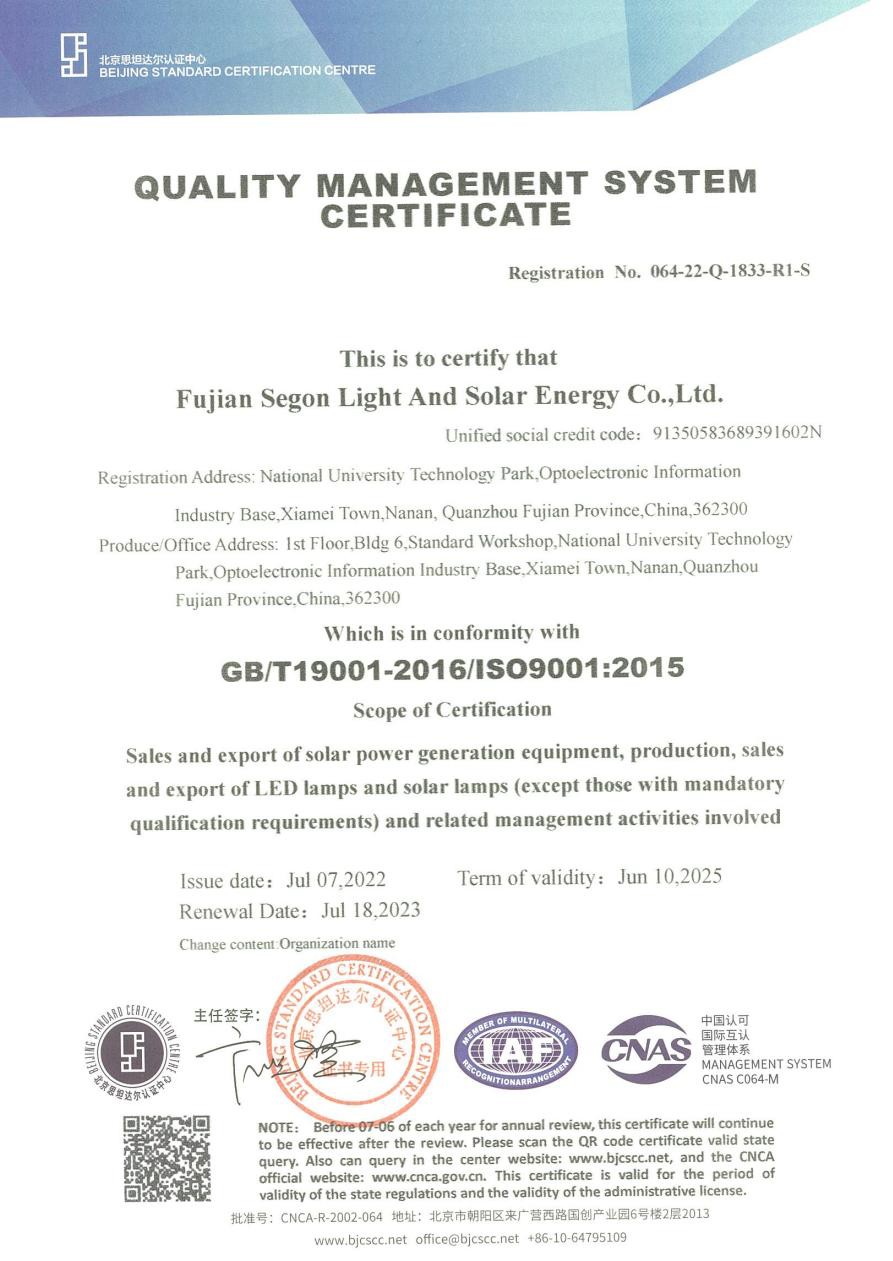 北京思坦达尔认证中心
BEIJING STANDARD CERTIFICATION CENTRE
QUALITY MANAGEMENT SYSTEM
CERTIFICATE
Registration No. 064-22-Q-1833-R1-S
This is to certify that
Fujian Segon Light And Solar Energy Co.,Ltd.
Unified social credit code：91350583689391602N
Registration Address: National University Technology Park,Optoelectronic Information
Industry Base,Xiamei Town,Nanan, Quanzhou Fujian Province,China,362300
Produce/Office Address: 1st Floor,Bldg 6,Standard Workshop,National University Technology
Park,Optoelectronic Information Industry Base,Xiamei Town,Nanan,Quanzhou
Fujian Province,China,362300
Which is in conformity with
GB/T19001-2016/ISO9001:2015
Scope of Certification
Sales and export of solar power generation equipment, production, sales
and export of LED lamps and solar lamps (except those with mandatory
qualification requirements) and related management activities involved
Issue date：Jul 07,2022
Term of validity：Jun 10,2025
Renewal Date：Jul 18,2023
Change content:Organization name
BEIJING STANDARD CERTIFICATION CENTRE
北京思坦达尔认证中心
主任签字：
BEIJING STANDARD CERTIFICATION CENTRE
北京思坦达尔认证中心
证书专用
MEMBER OF MULTILATERAL
IAF
RECOGNITIONARRANGEMENT
CNAS
中国认可
国际互认
管理体系
MANAGEMENT SYSTEM
CNAS C064-M
NOTE： Before 07-06 of each year for annual review, this certificate will continue
to be effective after the review. Please scan the QR code certificate valid state
query. Also can query in the center website: www.bjcscc.net, and the CNCA
official website: www.cnca.gov.cn. This certificate is valid for the period of
validity of the state regulations and the validity of the administrative license.
批准号：CNCA-R-2002-064 地址：北京市朝阳区来广营西路国创产业园6号楼2层2013
www.bjcscc.net office@bjcscc.net +86-10-64795109